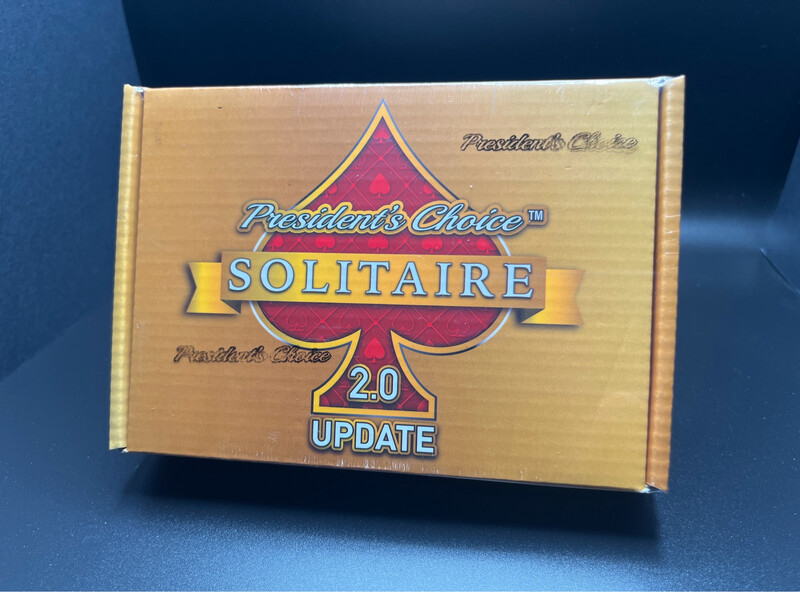 President's Choice
President's Choice™
SOLITAIRE
President's Choice
2.0
UPDATE